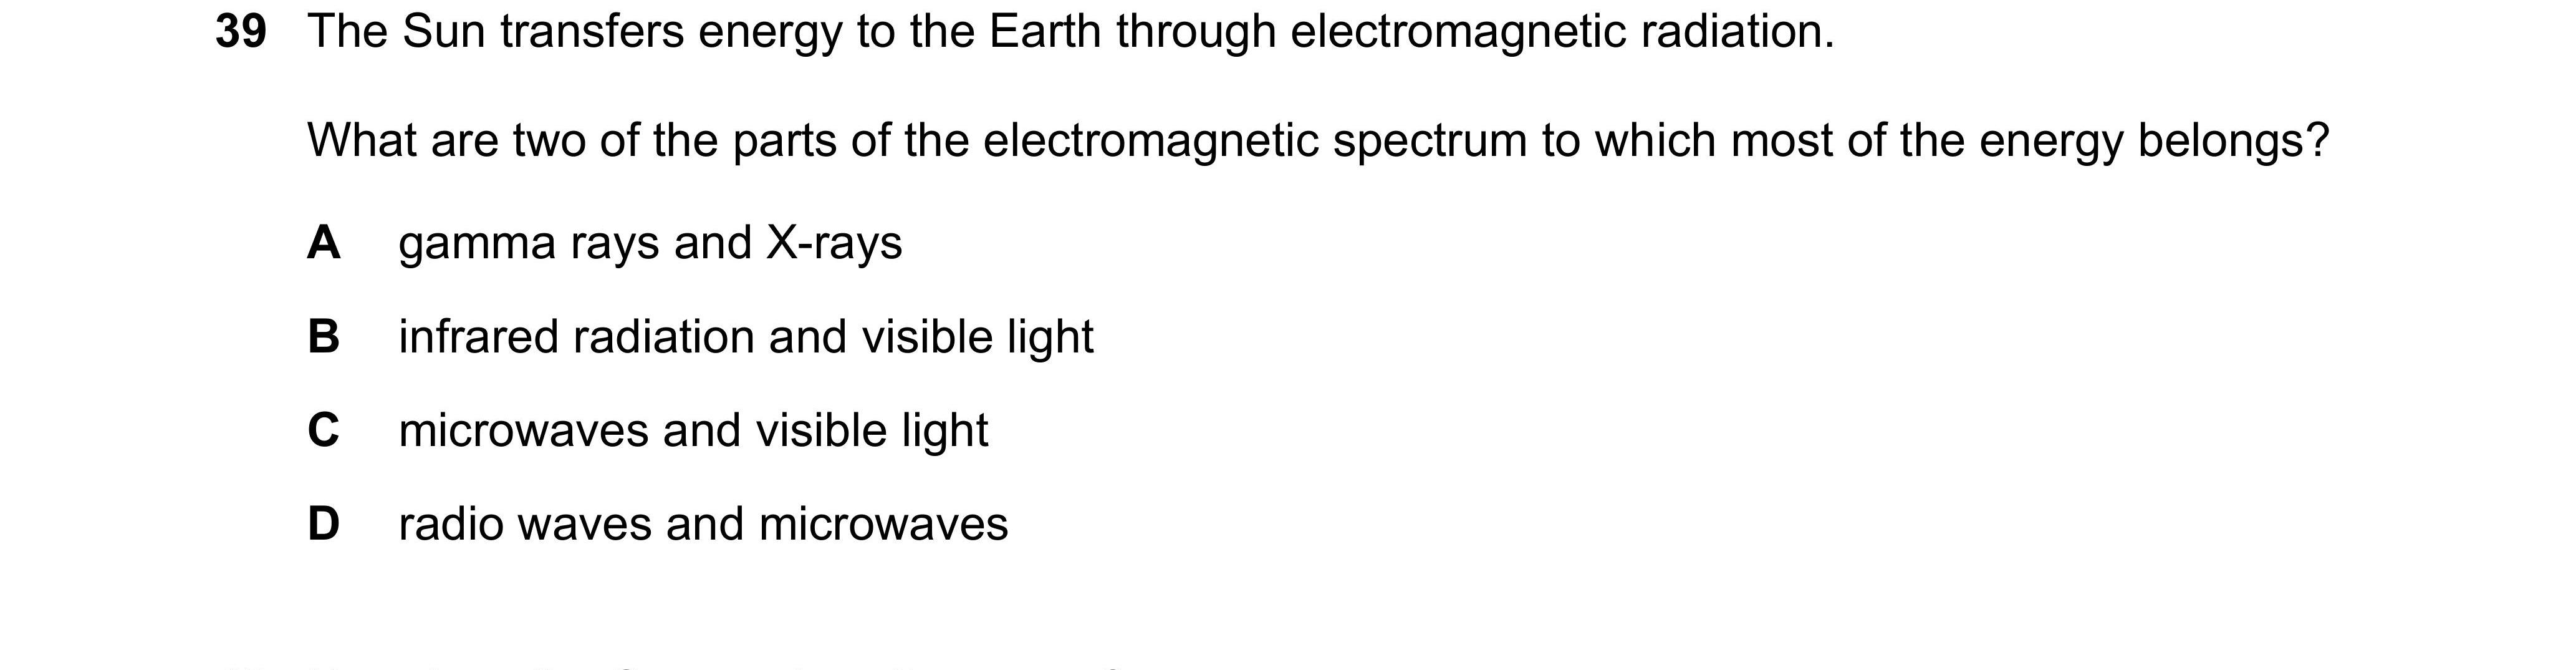 39 The Sun transfers energy to the Earth through electromagnetic radiation.
What are two of the parts of the electromagnetic spectrum to which most of the energy belongs?
A gamma rays and X-rays
B infrared radiation and visible light
C microwaves and visible light
D radio waves and microwaves